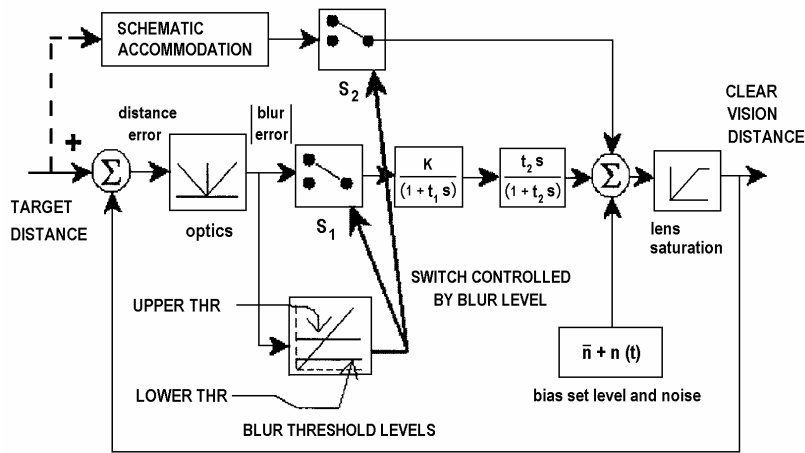 SCHEMATIC
ACCOMMODATION
S2
CLEAR
VISION
DISTANCE
distance
error
|blur
error|
+
Σ
TARGET
DISTANCE
optics
S1
K
(1 + t1 s)
t2 s
(1 + t2 s)
Σ
lens
saturation
SWITCH CONTROLLED
BY BLUR LEVEL
UPPER THR
LOWER THR
BLUR THRESHOLD LEVELS
n̄ + n (t)
bias set level and noise